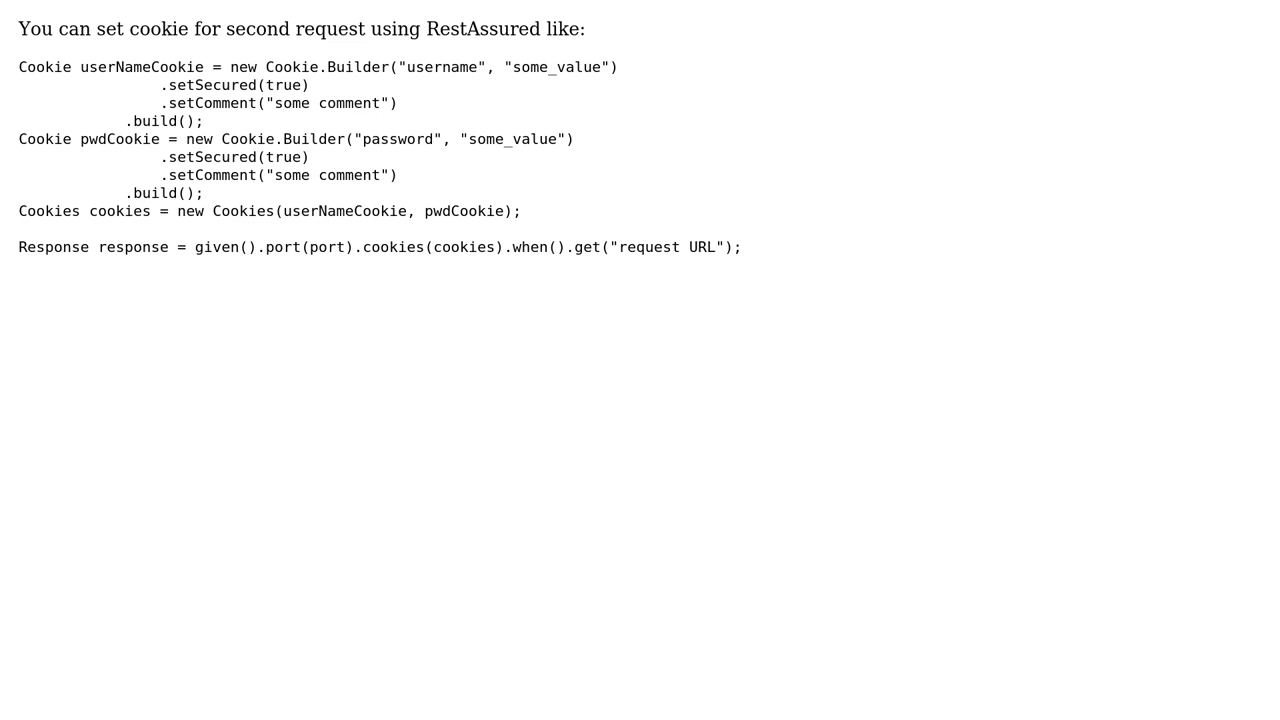 You can set cookie for second request using RestAssured like:
Cookie userNameCookie = new Cookie.Builder("username", "some_value")
                .setSecured(true)
                .setComment("some comment")
            .build();
Cookie pwdCookie = new Cookie.Builder("password", "some_value")
                .setSecured(true)
                .setComment("some comment")
            .build();
Cookies cookies = new Cookies(userNameCookie, pwdCookie);
Response response = given().port(port).cookies(cookies).when().get("request URL");